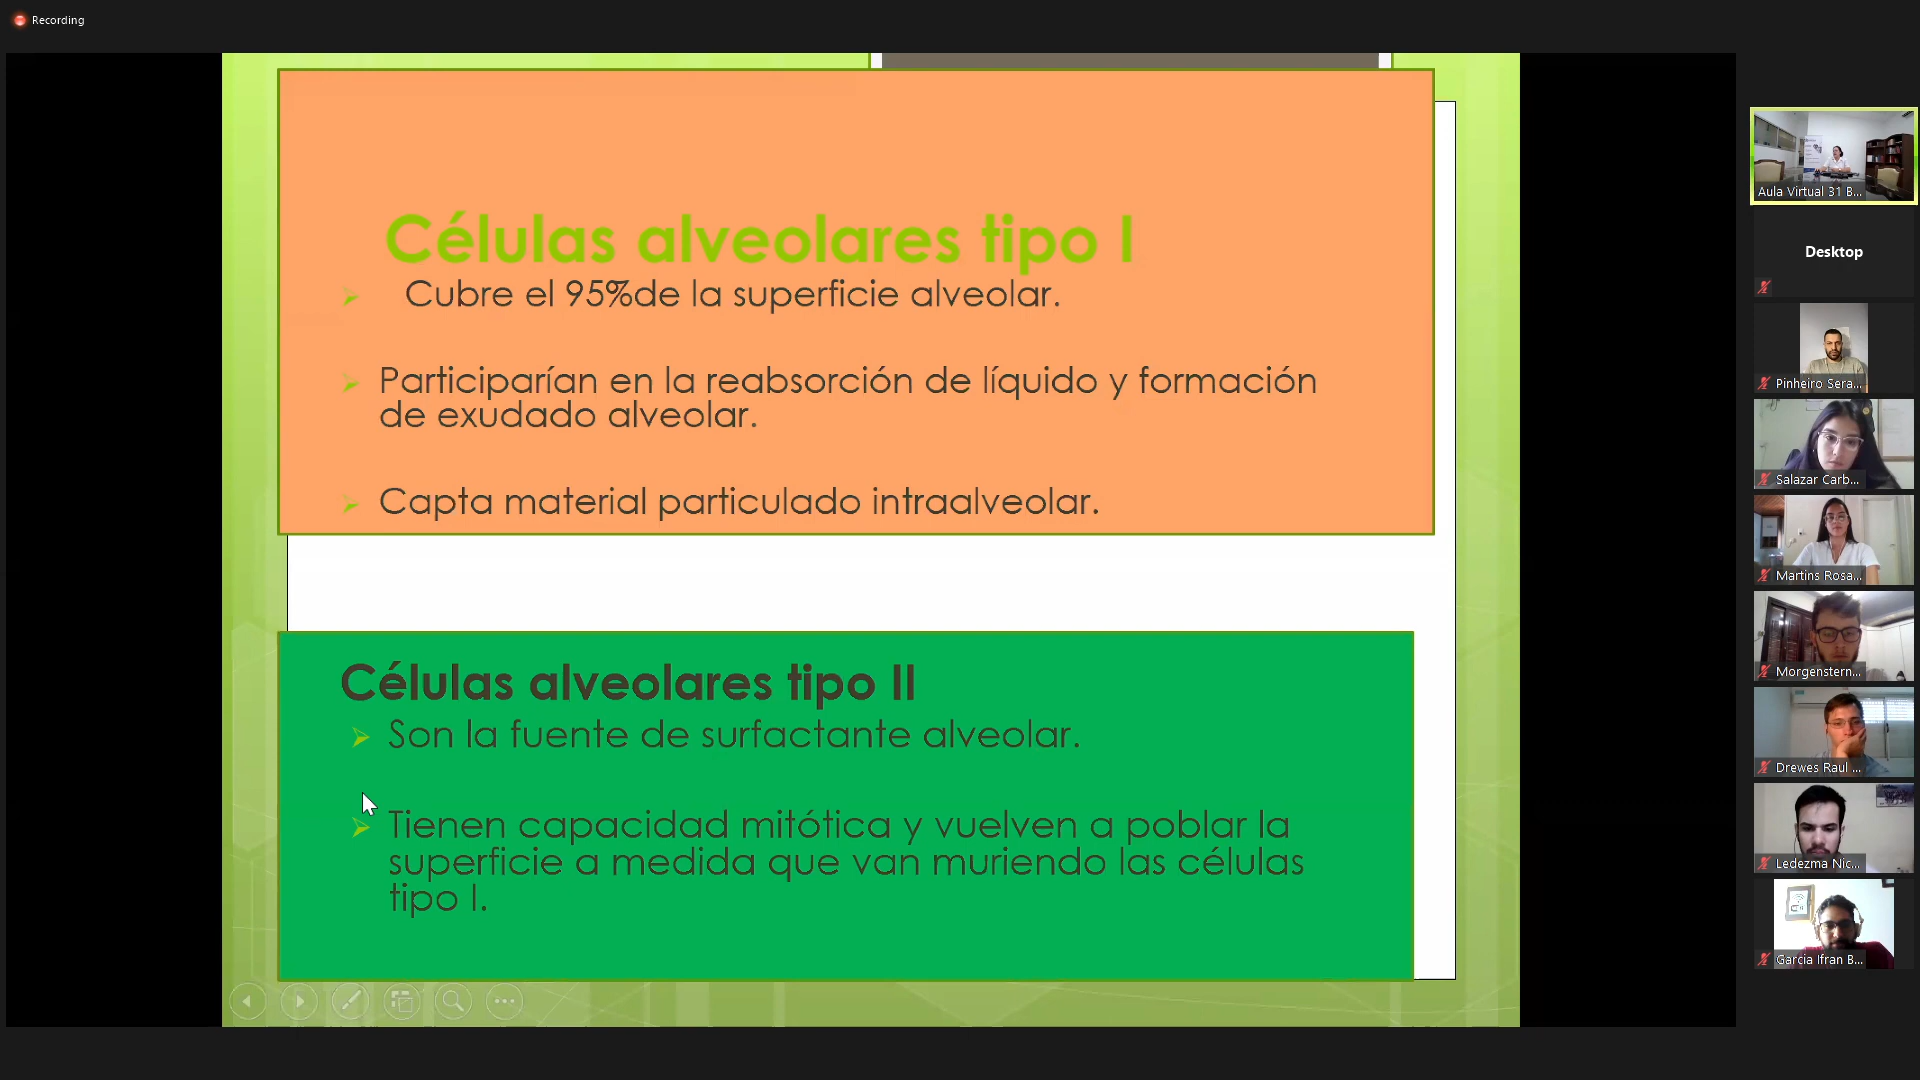 Recording
Células alveolares tipo I
Cubre el 95%de la superficie alveolar.
Participarían en la reabsorción de líquido y formación
de exudado alveolar.
Capta material particulado intraalveolar.
Células alveolares tipo II
Son la fuente de surfactante alveolar.
Tienen capacidad mitótica y vuelven a poblar la
superficie a medida que van muriendo las células
tipo I.
Aula Virtual 31 B...
Desktop
Pinheiro Sera...
Salazar Carb...
Martins Rosa...
Morgenstern...
Drewes Raul ...
Ledezma Nic...
Garcia Ifran B...